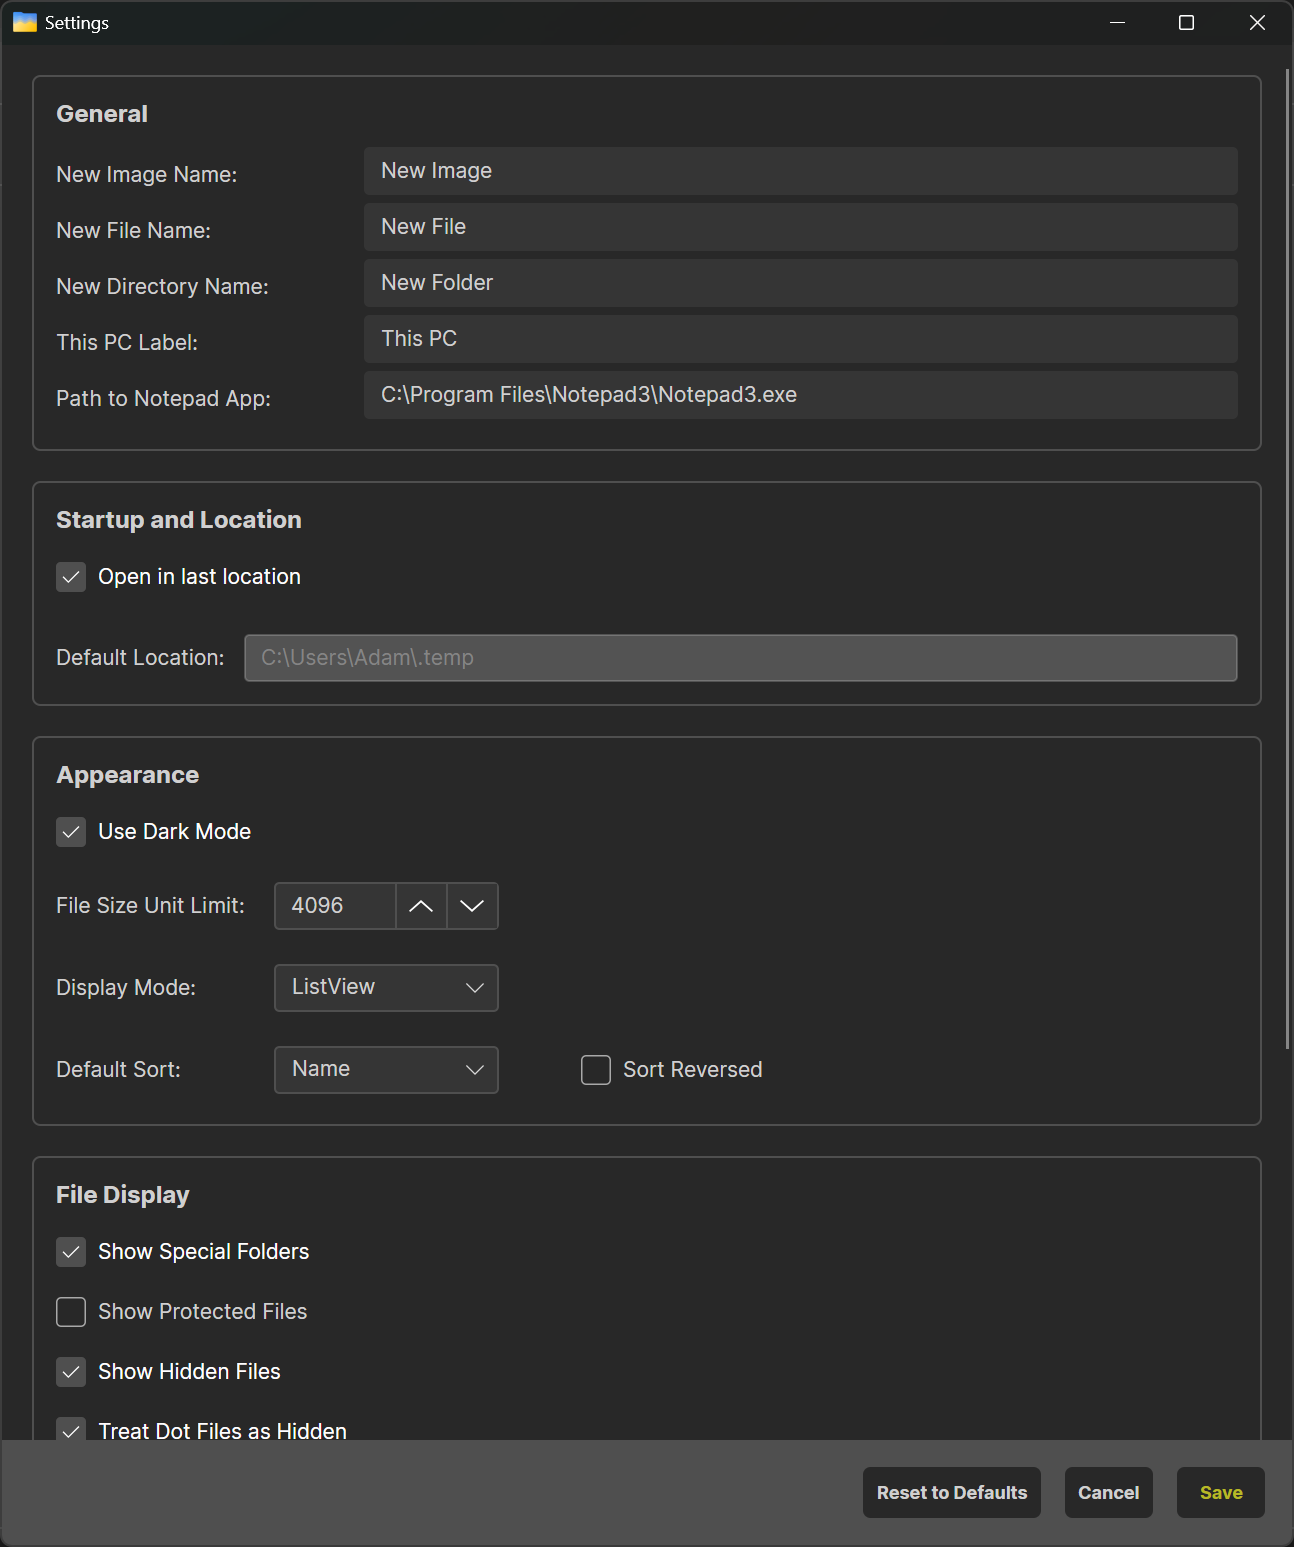 Settings
General
New Image Name: New Image
New File Name: New File
New Directory Name: New Folder
This PC Label: This PC
Path to Notepad App: C:\Program Files\Notepad3\Notepad3.exe
Startup and Location
Open in last location
Default Location: C:\Users\Adam\.temp
Appearance
Use Dark Mode
File Size Unit Limit: 4096
Display Mode: ListView
Default Sort: Name Sort Reversed
File Display
Show Special Folders
Show Protected Files
Show Hidden Files
Treat Dot Files as Hidden
Reset to Defaults Cancel Save